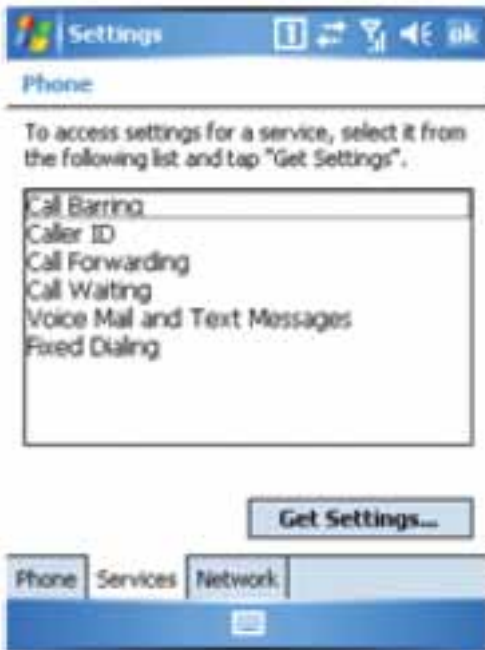 Settings
1
ok
Phone
To access settings for a service, select it from
the following list and tap "Get Settings".
Call Barring
Caller ID
Call Forwarding
Call Waiting
Voice Mail and Text Messages
Fixed Dialing
Get Settings...
Phone Services Network